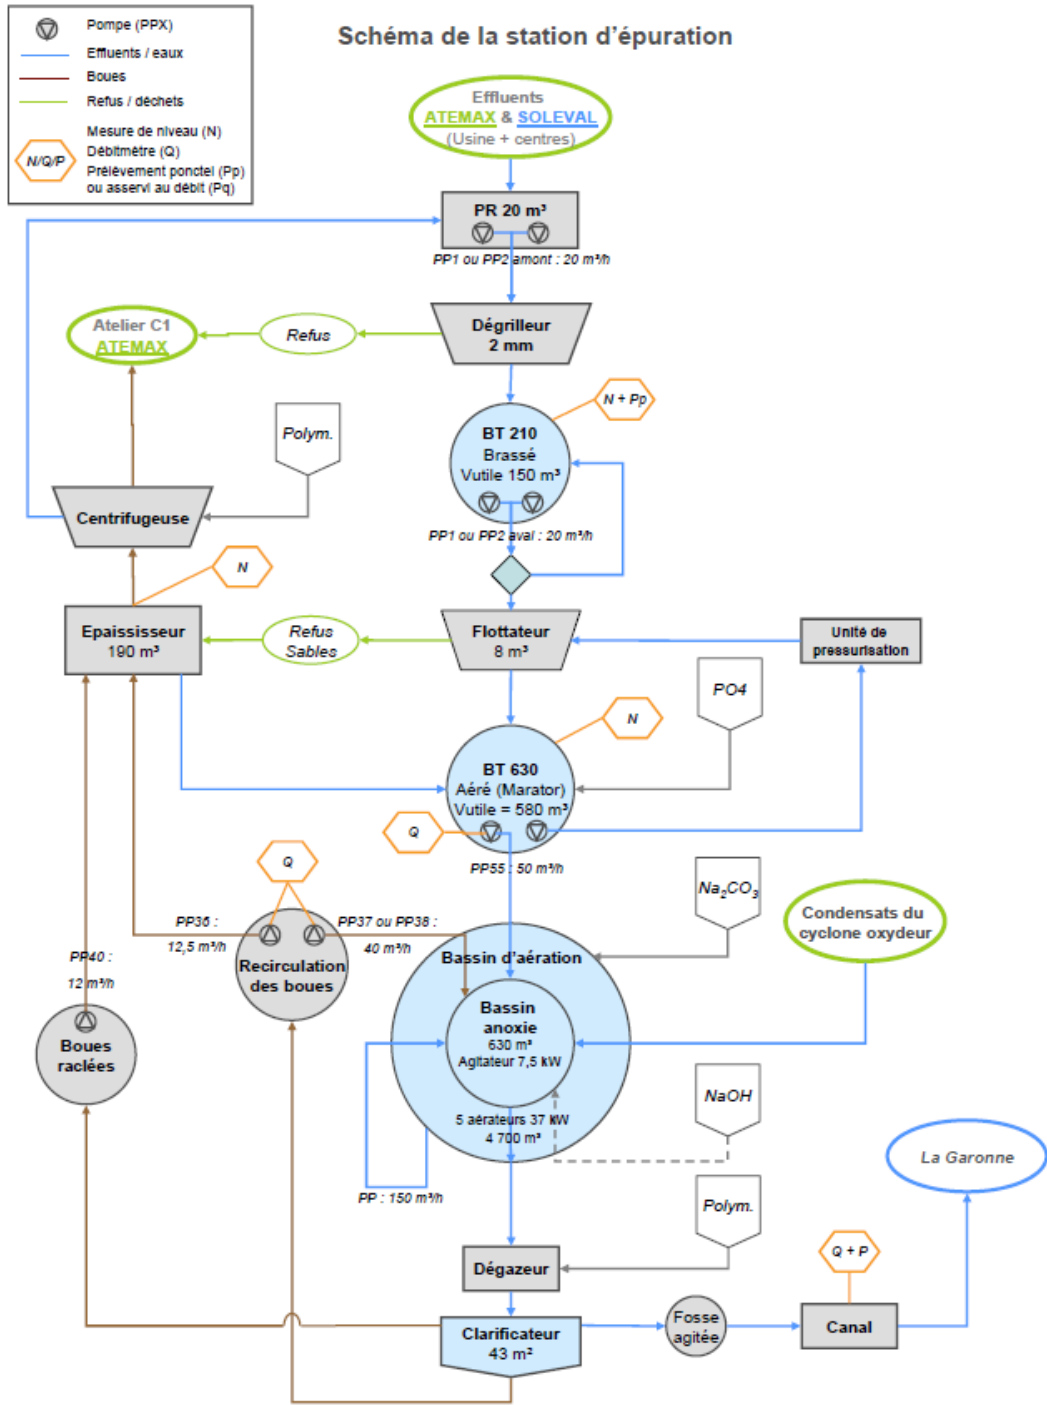 Schéma de la station d'épuration
Pompe (PPX)
Effluents / eaux
Boues
Refus / déchets
N/Q/P
Mesure de niveau (N)
Débitmètre (Q)
Prélèvement ponctel (Pp)
ou asservi au débit (Pq)
Effluents
ATEMAX & SOLEVAL
(Usine + centres)
PR 20 m³
PP1 ou PP2 amont : 20 m³/h
Dégrilleur
2 mm
Refus
Atelier C1
ATEMAX
N + Pp
BT 210
Brassé
Vutile 150 m³
PP1 ou PP2 aval : 20 m³/h
Polym.
Centrifugeuse
N
Epaississeur
190 m³
Refus
Sables
Flottateur
8 m³
Unité de
pressurisation
PO4
N
BT 630
Aéré (Marator)
Vutile = 580 m³
Q
PP55 : 50 m³/h
Q
Na₂CO₃
Condensats du
cyclone oxydeur
PP36 :
12,5 m³/h
PP37 ou PP38 :
40 m³/h
PP40 :
12 m³/h
Recirculation
des boues
Bassin d'aération
Bassin
anoxie
630 m³
Agitateur 7,5 kW
Boues
raclées
5 aérateurs 37 kW
4 700 m³
NaOH
PP : 150 m³/h
La Garonne
Polym.
Dégazeur
Q + P
Clarificateur
43 m²
Fosse
agitée
Canal